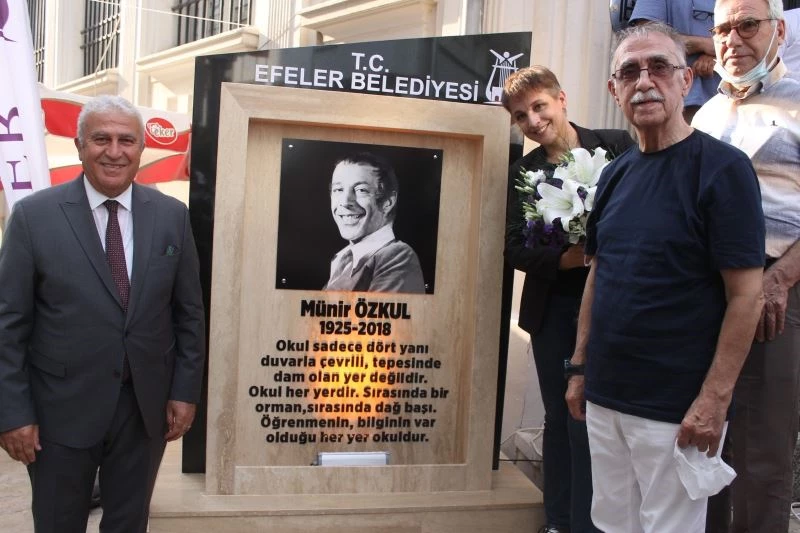 T.C.
EFELER BELEDİYESİ
Teker
Münir ÖZKUL
1925-2018
Okul sadece dört yanı
duvarla çevrili, tepesinde
dam olan yer değildir.
Okul her yerdir. Sırasında bir
orman,sırasında dağ başı.
Öğrenmenin, bilginin var
olduğu her yer okuldur.